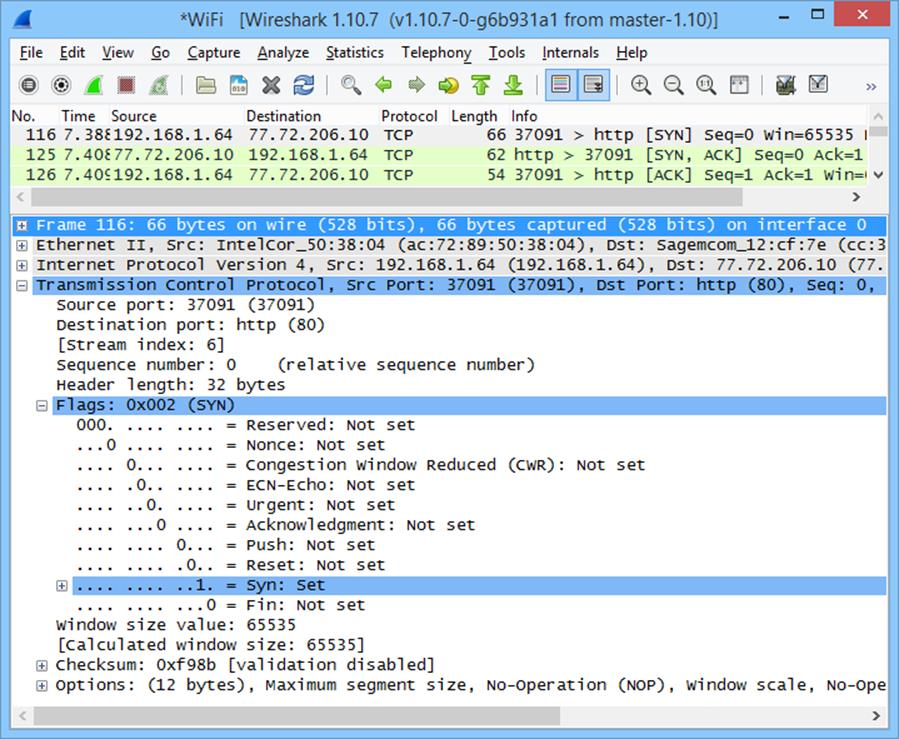 *WiFi [Wireshark 1.10.7 (v1.10.7-0-g6b931a1 from master-1.10)]
File Edit View Go Capture Analyze Statistics Telephony Tools Internals Help
No. Time Source Destination Protocol Length Info
116 7.388 192.168.1.64 77.72.206.10 TCP 66 37091 > http [SYN] Seq=0 Win=65535
125 7.408 77.72.206.10 192.168.1.64 TCP 62 http > 37091 [SYN, ACK] Seq=0 Ack=1
126 7.409 192.168.1.64 77.72.206.10 TCP 54 37091 > http [ACK] Seq=1 Ack=1 Win=
Frame 116: 66 bytes on wire (528 bits), 66 bytes captured (528 bits) on interface 0
Ethernet II, Src: IntelCor_50:38:04 (ac:72:89:50:38:04), Dst: Sagemcom_12:cf:7e (cc:3
Internet Protocol Version 4, Src: 192.168.1.64 (192.168.1.64), Dst: 77.72.206.10 (77.
Transmission Control Protocol, Src Port: 37091 (37091), Dst Port: http (80), Seq: 0,
Source port: 37091 (37091)
Destination port: http (80)
[Stream index: 6]
Sequence number: 0 (relative sequence number)
Header length: 32 bytes
Flags: 0x002 (SYN)
000. .... .... = Reserved: Not set
...0 .... .... = Nonce: Not set
.... 0... .... = Congestion Window Reduced (CWR): Not set
.... .0.. .... = ECN-Echo: Not set
.... ..0. .... = Urgent: Not set
.... ...0 .... = Acknowledgment: Not set
.... .... 0... = Push: Not set
.... .... .0.. = Reset: Not set
.... .... ..1. = Syn: Set
.... .... ...0 = Fin: Not set
Window size value: 65535
[Calculated window size: 65535]
Checksum: 0xf98b [validation disabled]
Options: (12 bytes), Maximum segment size, No-Operation (NOP), Window scale, No-Ope